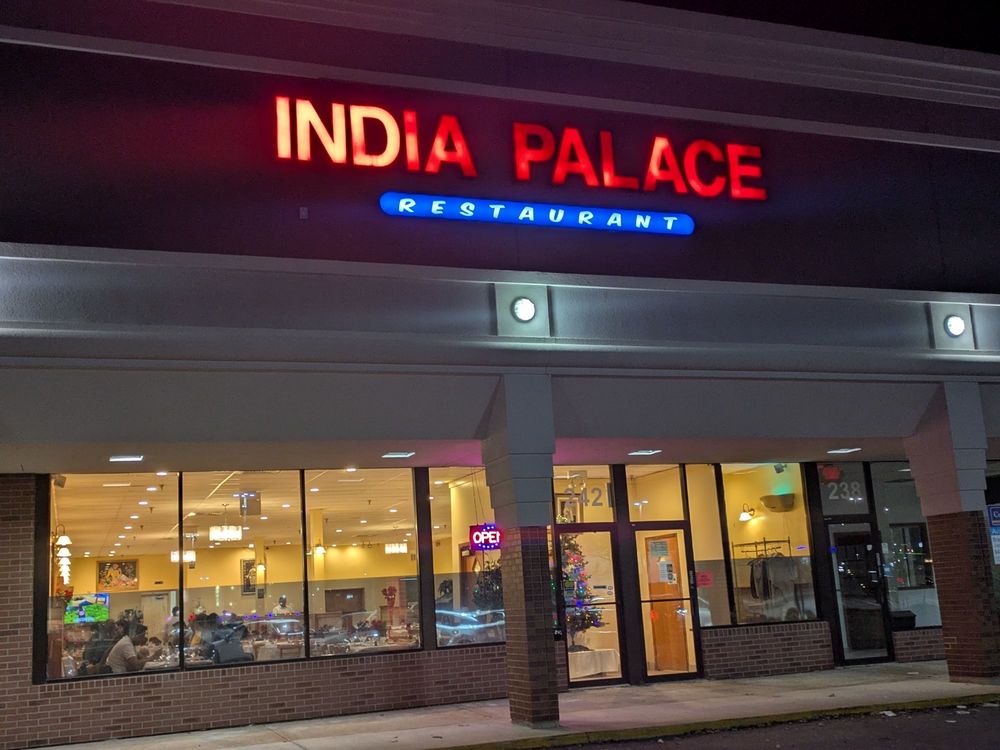 INDIA PALACE
RESTAURANT
OPEN
242
238